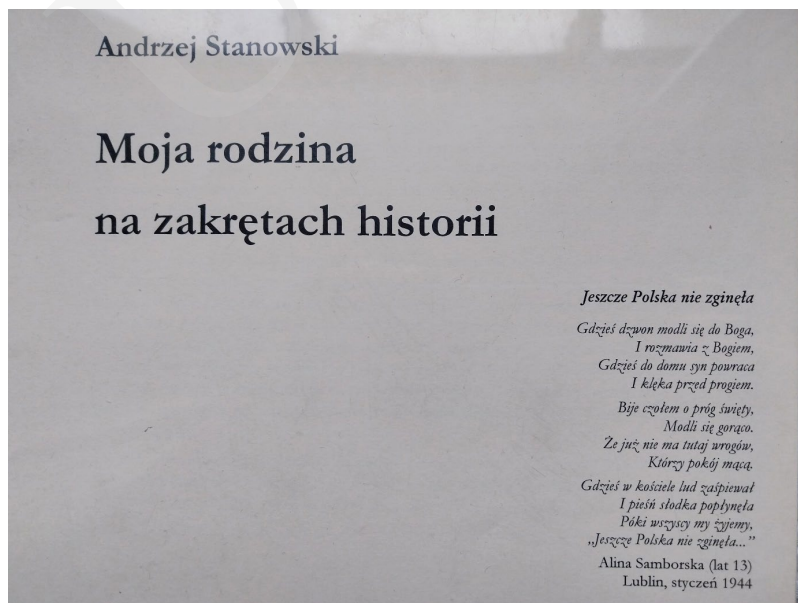 Andrzej Stanowski
Moja rodzina
na zakrętach historii
Jeszcze Polska nie zginęła
Gdzieś dzwon modli się do Boga,
I rozmawia z Bogiem,
Gdzieś do domu syn powraca
I klęka przed progiem.
Bije czołem o próg święty,
Modli się gorąco.
Że już nie ma tutaj wrogów,
Którzy pokój mącą.
Gdzieś w kościele lud zaśpiewał
I pieśń słodka popłynęła
Póki wszyscy my żyjemy,
„Jeszcze Polska nie zginęła...”
Alina Samborska (lat 13)
Lublin, styczeń 1944